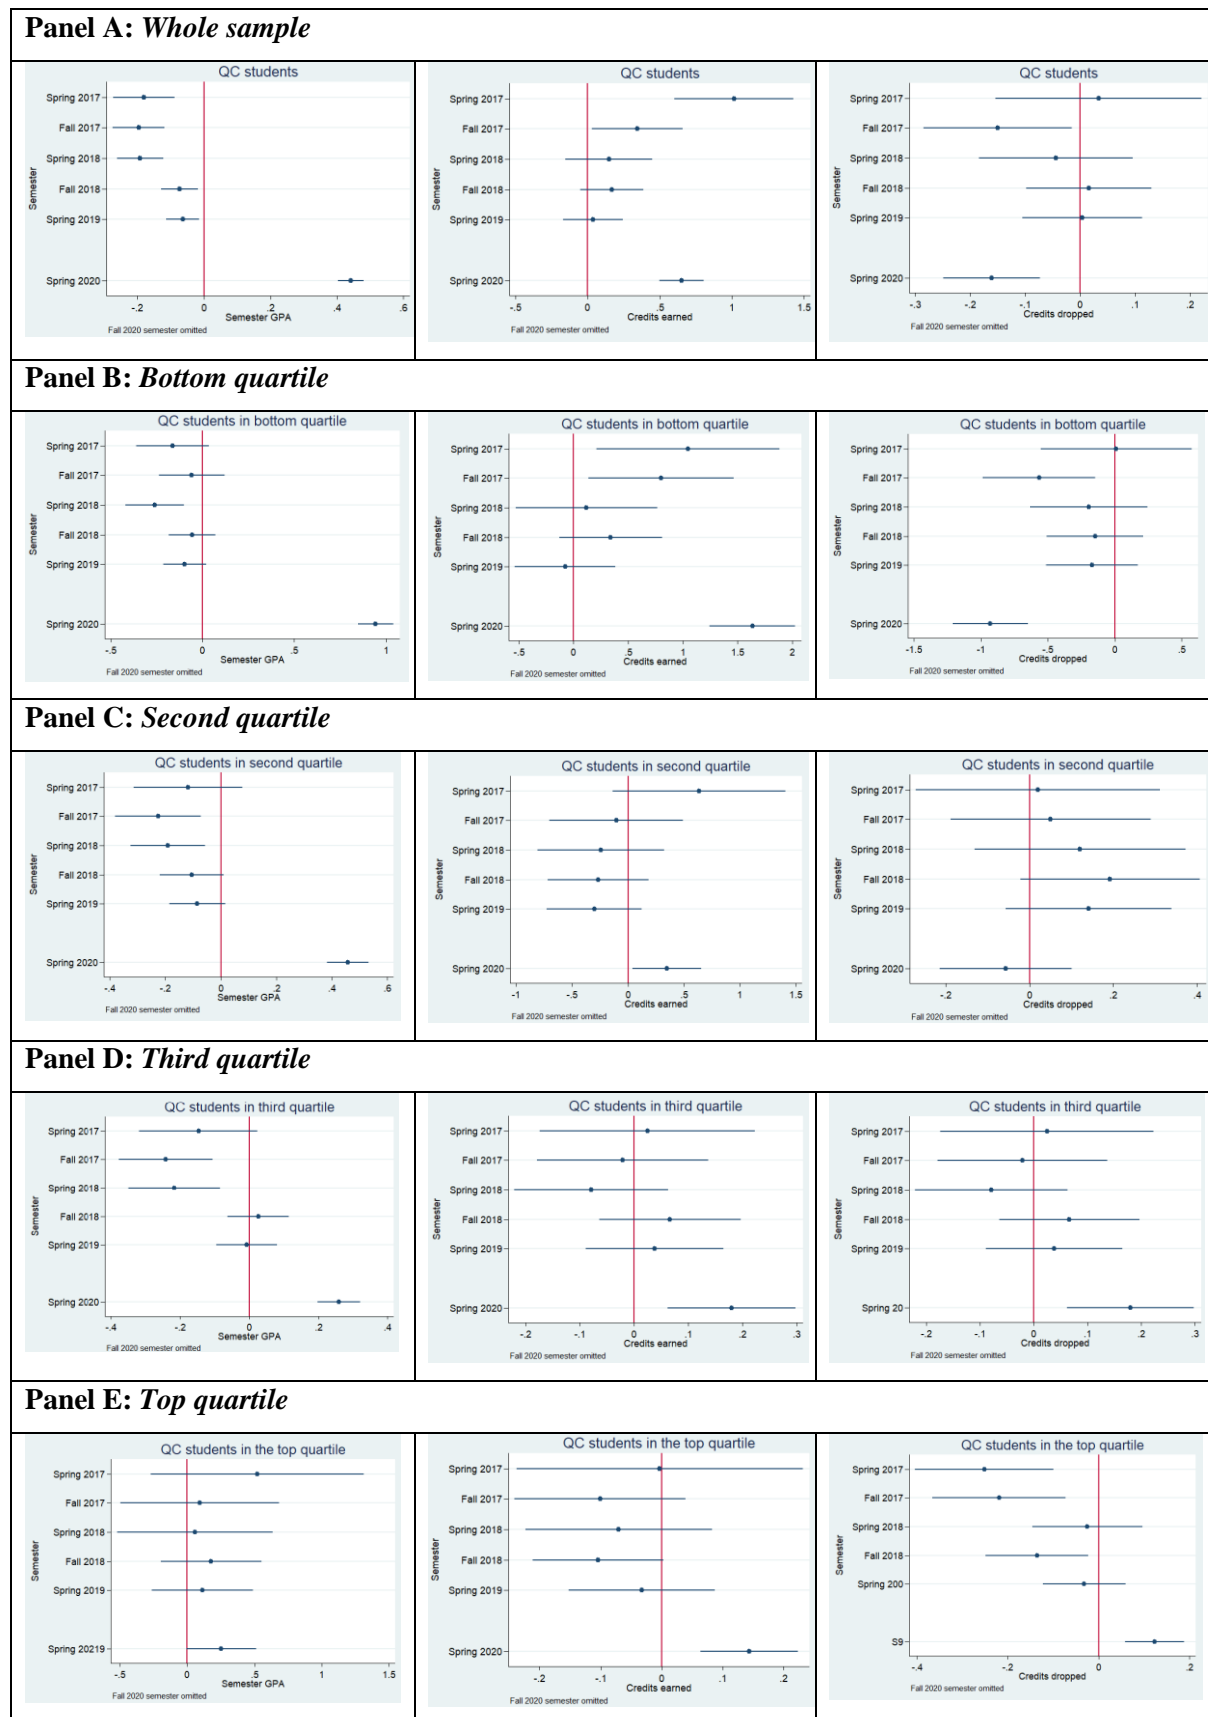 Panel A: Whole sample
QC students
Spring 2017
Fall 2017
Spring 2018
Fall 2018
Spring 2019
Spring 2020
Semester
-.2 0 .2 .4 .6
Semester GPA
Fall 2020 semester omitted
QC students
Spring 2017
Fall 2017
Spring 2018
Fall 2018
Spring 2019
Spring 2020
Semester
-.5 0 .5 1 1.5
Credits earned
Fall 2020 semester omitted
QC students
Spring 2017
Fall 2017
Spring 2018
Fall 2018
Spring 2019
Spring 2020
Semester
-.3 -.2 -.1 0 .1 .2
Credits dropped
Fall 2020 semester omitted
Panel B: Bottom quartile
QC students in bottom quartile
Spring 2017
Fall 2017
Spring 2018
Fall 2018
Spring 2019
Spring 2020
Semester
-.5 0 .5 1
Semester GPA
Fall 2020 semester omitted
QC students in bottom quartile
Spring 2017
Fall 2017
Spring 2018
Fall 2018
Spring 2019
Spring 2020
Semester
-.5 0 .5 1 1.5 2
Credits earned
Fall 2020 semester omitted
QC students in bottom quartile
Spring 2017
Fall 2017
Spring 2018
Fall 2018
Spring 2019
Spring 2020
Semester
-1.5 -1 -.5 0 .5
Credits dropped
Fall 2020 semester omitted
Panel C: Second quartile
QC students in second quartile
Spring 2017
Fall 2017
Spring 2018
Fall 2018
Spring 2019
Spring 2020
Semester
-.4 -.2 0 .2 .4 .6
Semester GPA
Fall 2020 semester omitted
QC students in second quartile
Spring 2017
Fall 2017
Spring 2018
Fall 2018
Spring 2019
Spring 2020
Semester
-1 -.5 0 .5 1 1.5
Credits earned
Fall 2020 semester omitted
QC students in second quartile
Spring 2017
Fall 2017
Spring 2018
Fall 2018
Spring 2019
Spring 2020
Semester
-.2 0 .2 .4
Credits dropped
Fall 2020 semester omitted
Panel D: Third quartile
QC students in third quartile
Spring 2017
Fall 2017
Spring 2018
Fall 2018
Spring 2019
Spring 2020
Semester
-.4 -.2 0 .2 .4
Semester GPA
Fall 2020 semester omitted
QC students in third quartile
Spring 2017
Fall 2017
Spring 2018
Fall 2018
Spring 2019
Spring 2020
Semester
-.2 -.1 0 .1 .2 .3
Credits earned
Fall 2020 semester omitted
QC students in third quartile
Spring 2017
Fall 2017
Spring 2018
Fall 2018
Spring 2019
Spring 20
Semester
-.2 -.1 0 .1 .2 .3
Credits dropped
Fall 2020 semester omitted
Panel E: Top quartile
QC students in the top quartile
Spring 2017
Fall 2017
Spring 2018
Fall 2018
Spring 2019
Spring 20219
Semester
-.5 0 .5 1 1.5
Semester GPA
Fall 2020 semester omitted
QC students in the top quartile
Spring 2017
Fall 2017
Spring 2018
Fall 2018
Spring 2019
Spring 2020
Semester
-.2 -.1 0 .1 .2
Credits earned
Fall 2020 semester omitted
QC students in the top quartile
Spring 2017
Fall 2017
Spring 2018
Fall 2018
Spring 200
S9
Semester
-.4 -.2 0 .2
Credits dropped
Fall 2020 semester omitted